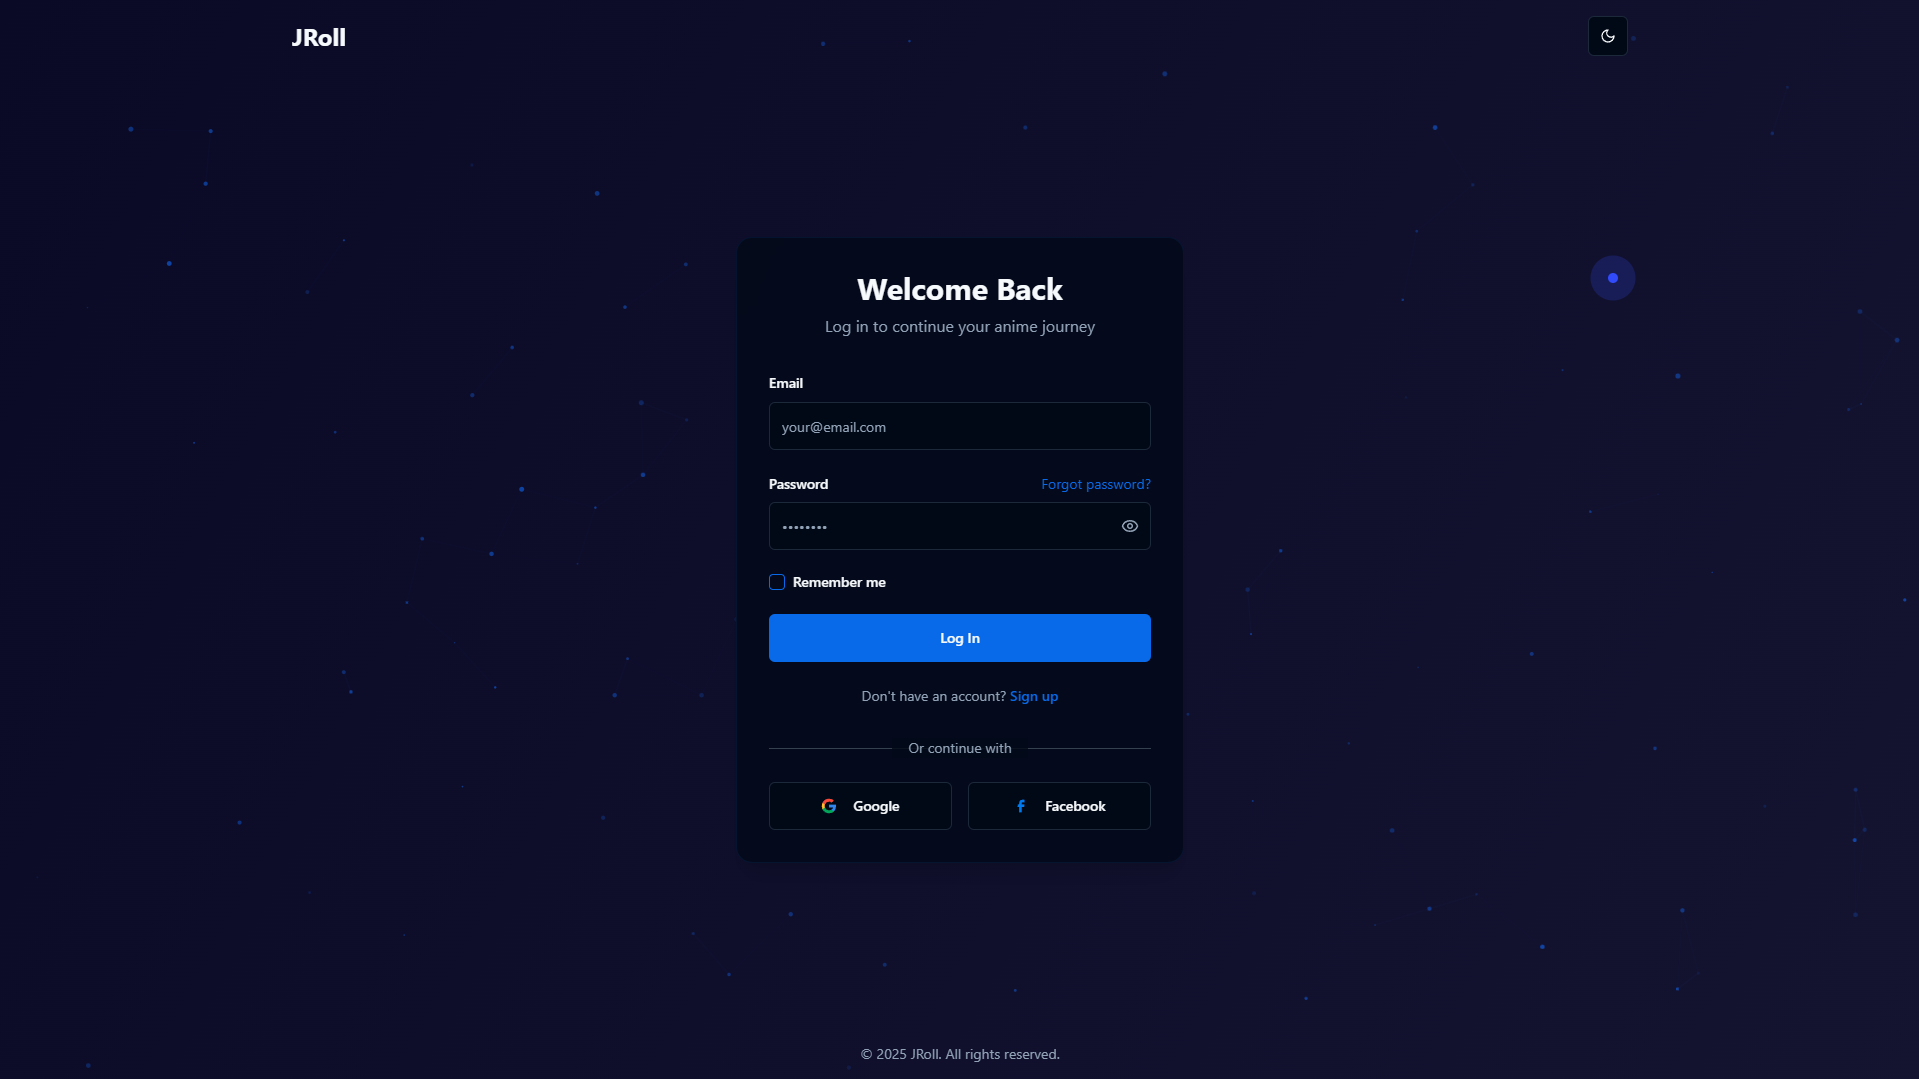 JRoll
Welcome Back
Log in to continue your anime journey
Email
your@email.com
Password
Forgot password?
••••••••
Remember me
Log In
Don't have an account? Sign up
Or continue with
Google
Facebook
© 2025 JRoll. All rights reserved.